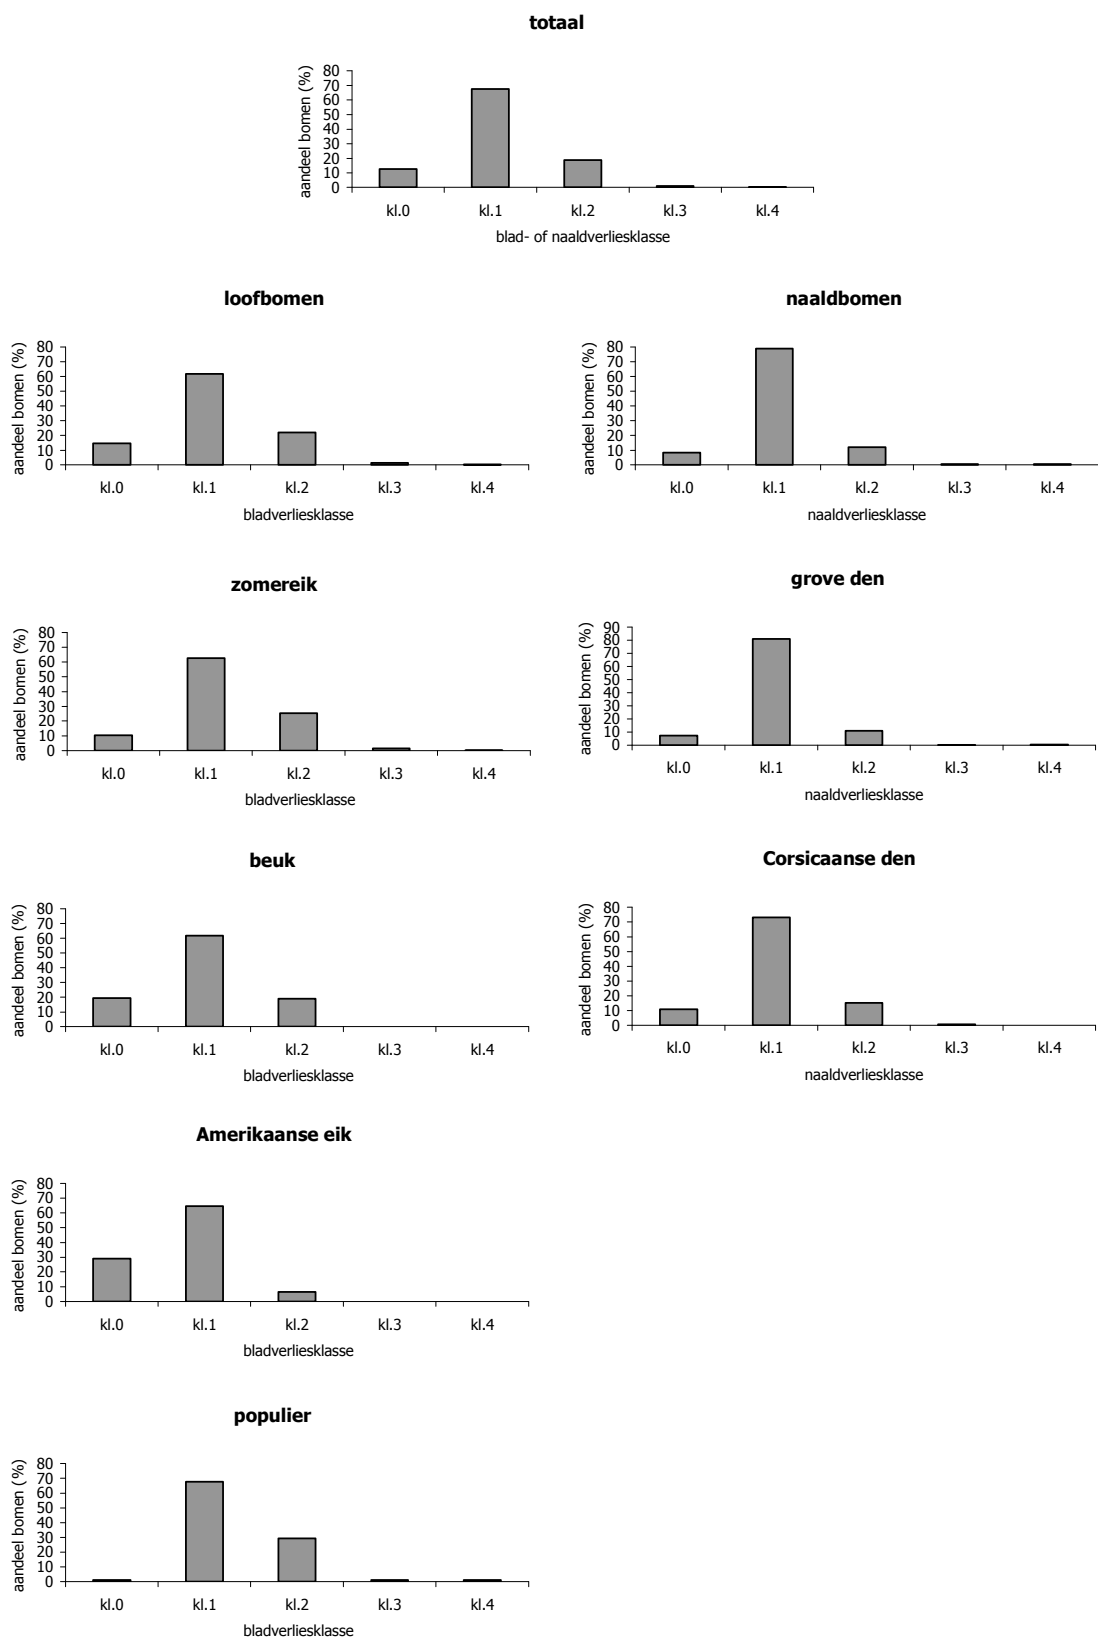 totaal
aandeel bomen (%)
80
70
60
50
40
30
20
10
0
kl.0 kl.1 kl.2 kl.3 kl.4
blad- of naaldverliesklasse
loofbomen
aandeel bomen (%)
80
70
60
50
40
30
20
10
0
kl.0 kl.1 kl.2 kl.3 kl.4
bladverliesklasse
naaldbomen
aandeel bomen (%)
80
70
60
50
40
30
20
10
0
kl.0 kl.1 kl.2 kl.3 kl.4
naaldverliesklasse
zomereik
aandeel bomen (%)
80
70
60
50
40
30
20
10
0
kl.0 kl.1 kl.2 kl.3 kl.4
bladverliesklasse
grove den
aandeel bomen (%)
90
80
70
60
50
40
30
20
10
0
kl.0 kl.1 kl.2 kl.3 kl.4
naaldverliesklasse
beuk
aandeel bomen (%)
80
70
60
50
40
30
20
10
0
kl.0 kl.1 kl.2 kl.3 kl.4
bladverliesklasse
Corsicaanse den
aandeel bomen (%)
80
70
60
50
40
30
20
10
0
kl.0 kl.1 kl.2 kl.3 kl.4
naaldverliesklasse
Amerikaanse eik
aandeel bomen (%)
80
70
60
50
40
30
20
10
0
kl.0 kl.1 kl.2 kl.3 kl.4
bladverliesklasse
populier
aandeel bomen (%)
80
70
60
50
40
30
20
10
0
kl.0 kl.1 kl.2 kl.3 kl.4
bladverliesklasse